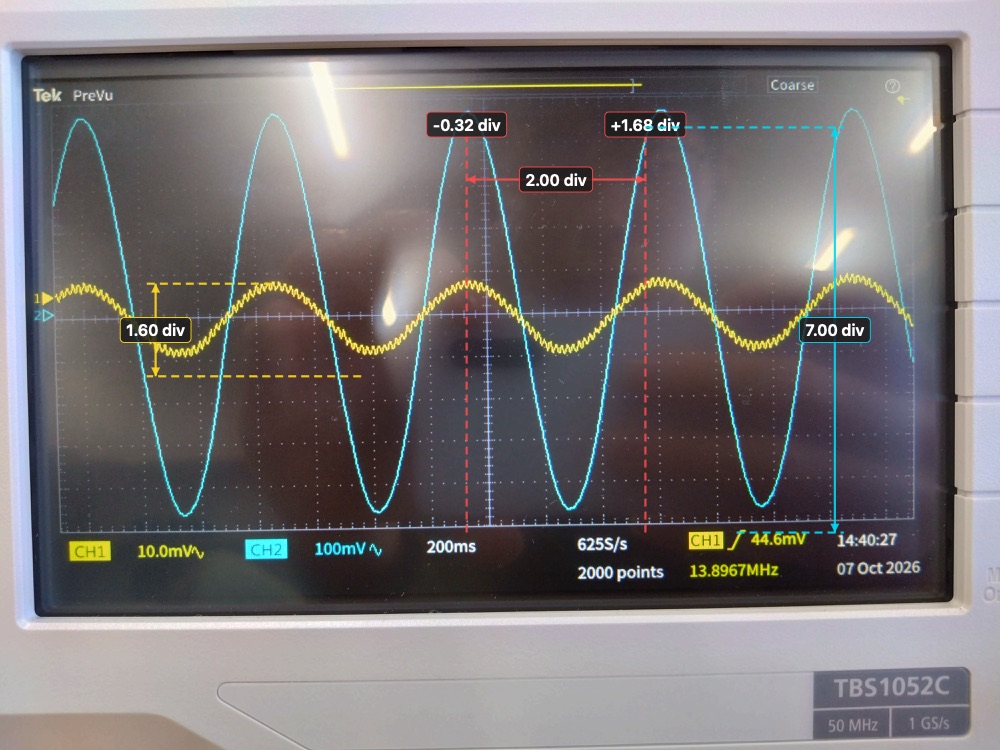 Tek PreVu
Coarse
?
-0.32 div
+1.68 div
2.00 div
1
2
1.60 div
7.00 div
CH1 10.0mV
CH2 100mV
200ms
625S/s
2000 points
CH1 44.6mV
13.8967MHz
14:40:27
07 Oct 2026
TBS1052C
50 MHz
1 GS/s